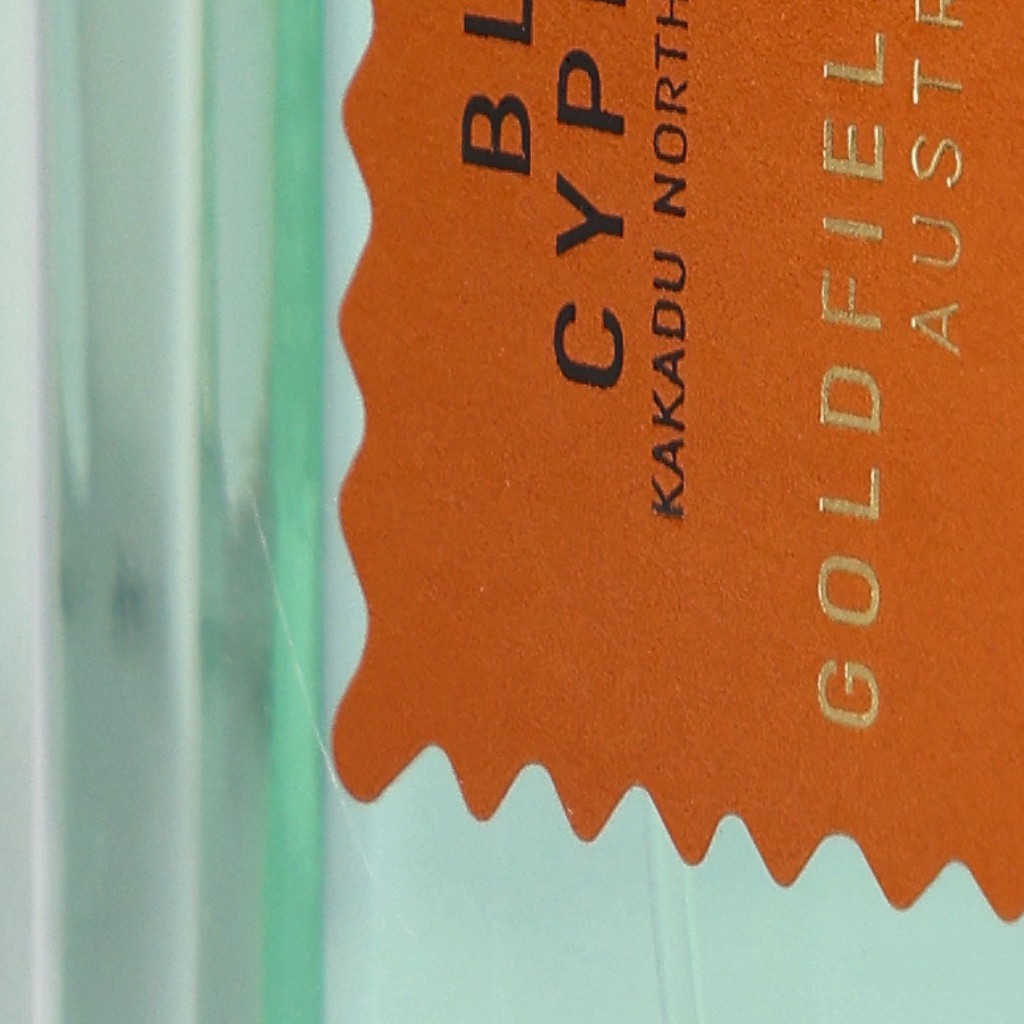 BL
CYP
KAKADU NORTH
GOLDFIEL
AUSTR